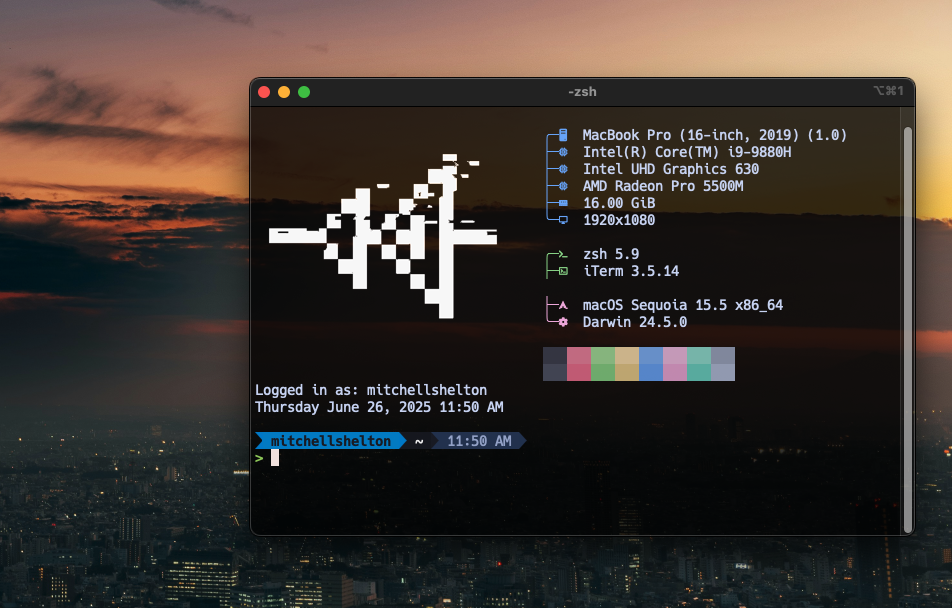 -zsh
⌥⌘1
MacBook Pro (16-inch, 2019) (1.0)
Intel(R) Core(TM) i9-9880H
Intel UHD Graphics 630
AMD Radeon Pro 5500M
16.00 GiB
1920x1080
zsh 5.9
iTerm 3.5.14
macOS Sequoia 15.5 x86_64
Darwin 24.5.0
Logged in as: mitchellshelton
Thursday June 26, 2025 11:50 AM
mitchellshelton ~ 11:50 AM
>